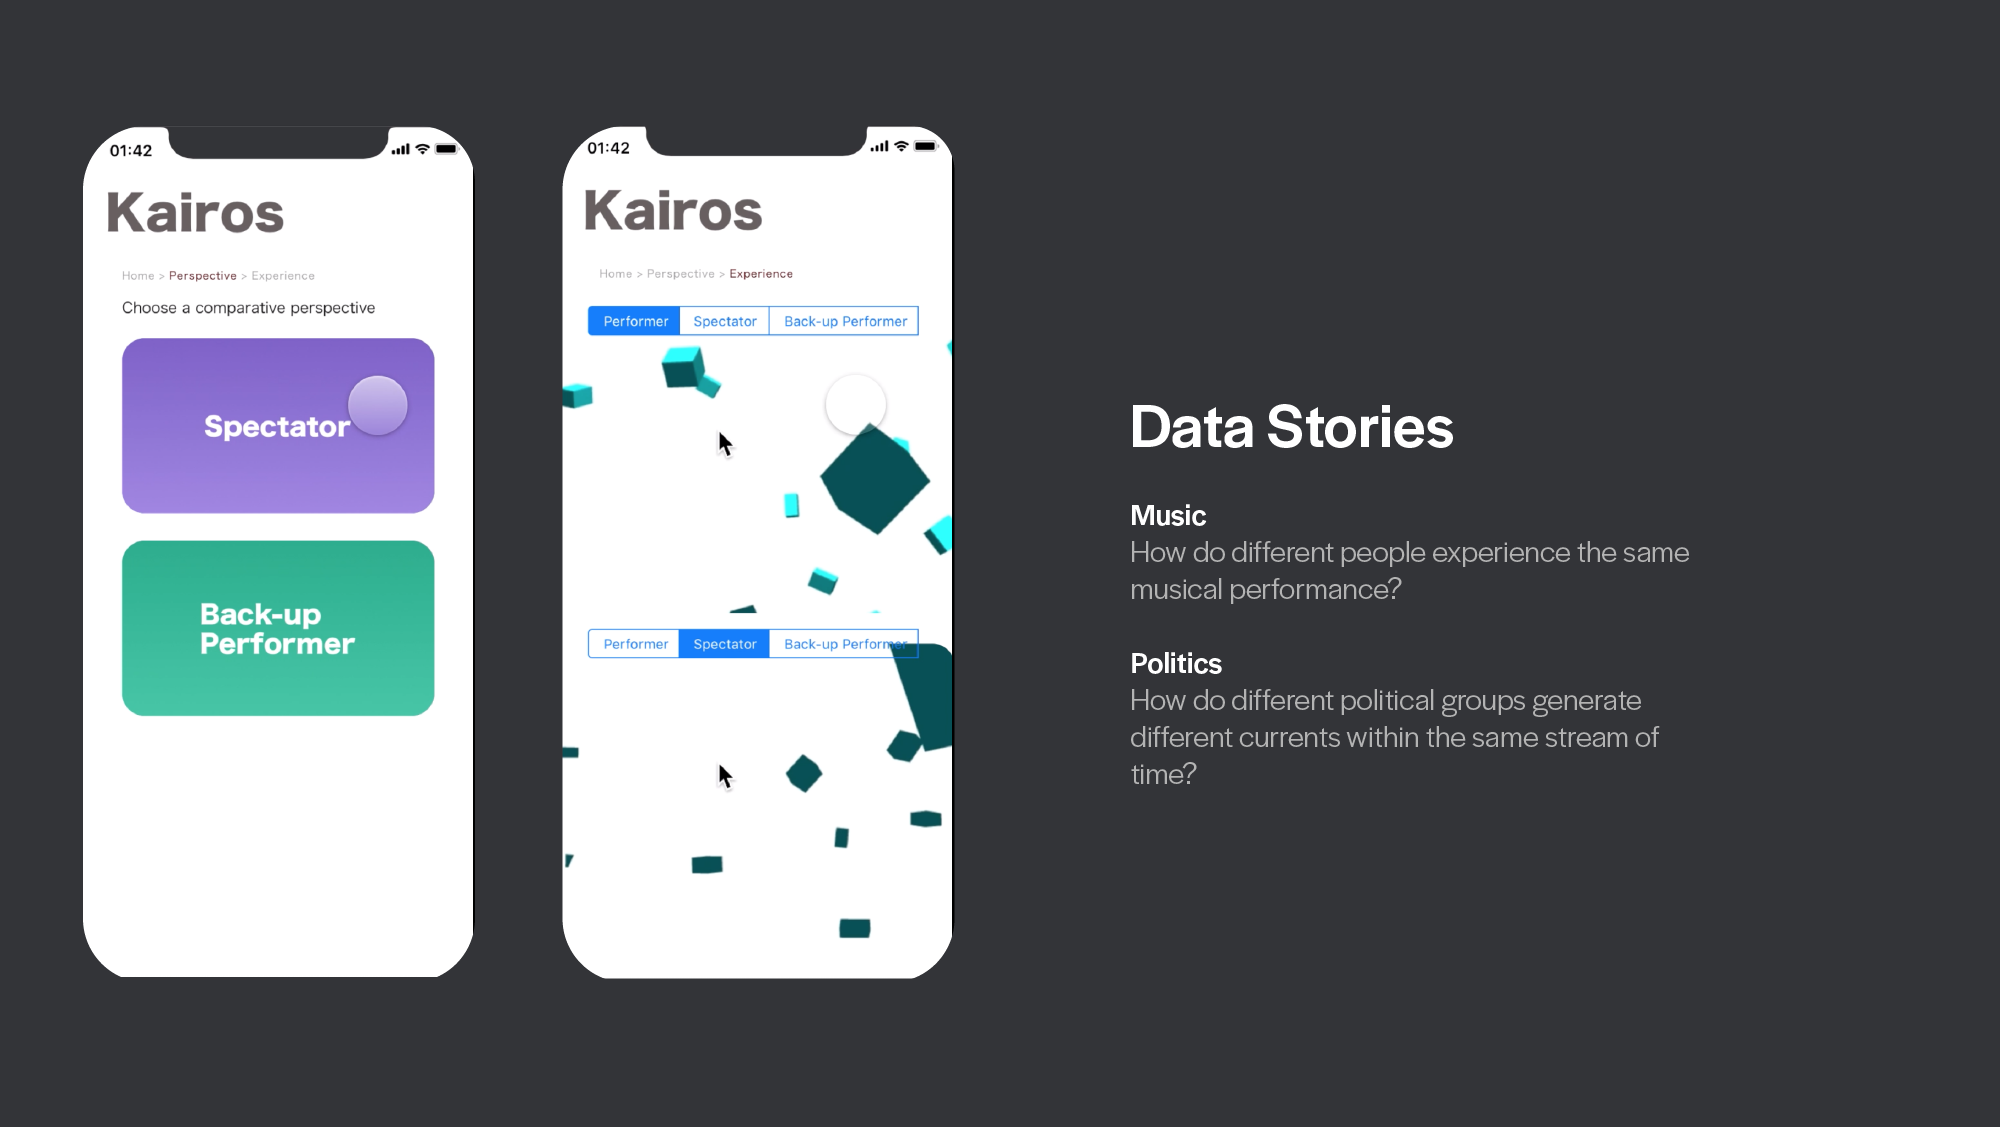 01:42
Kairos
Home > Perspective > Experience
Choose a comparative perspective
Spectator
Back-up
Performer
01:42
Kairos
Home > Perspective > Experience
Performer Spectator Back-up Performer
Performer Spectator Back-up Performer
Data Stories
Music
How do different people experience the same
musical performance?
Politics
How do different political groups generate
different currents within the same stream of
time?